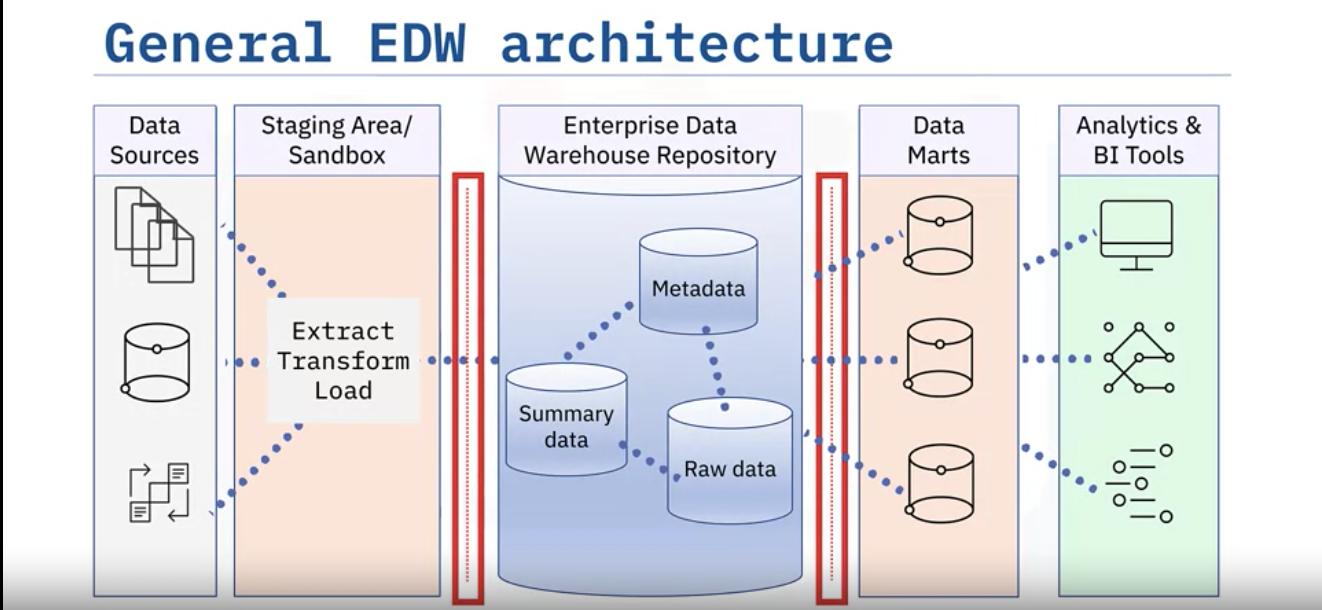 General EDW architecture
Data
Sources
Staging Area/
Sandbox
Enterprise Data
Warehouse Repository
Data
Marts
Analytics &
BI Tools
Extract
Transform
Load
Metadata
Summary
data
Raw data